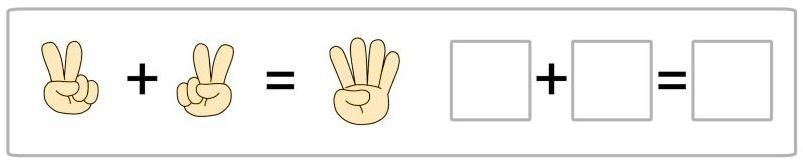 + = + =